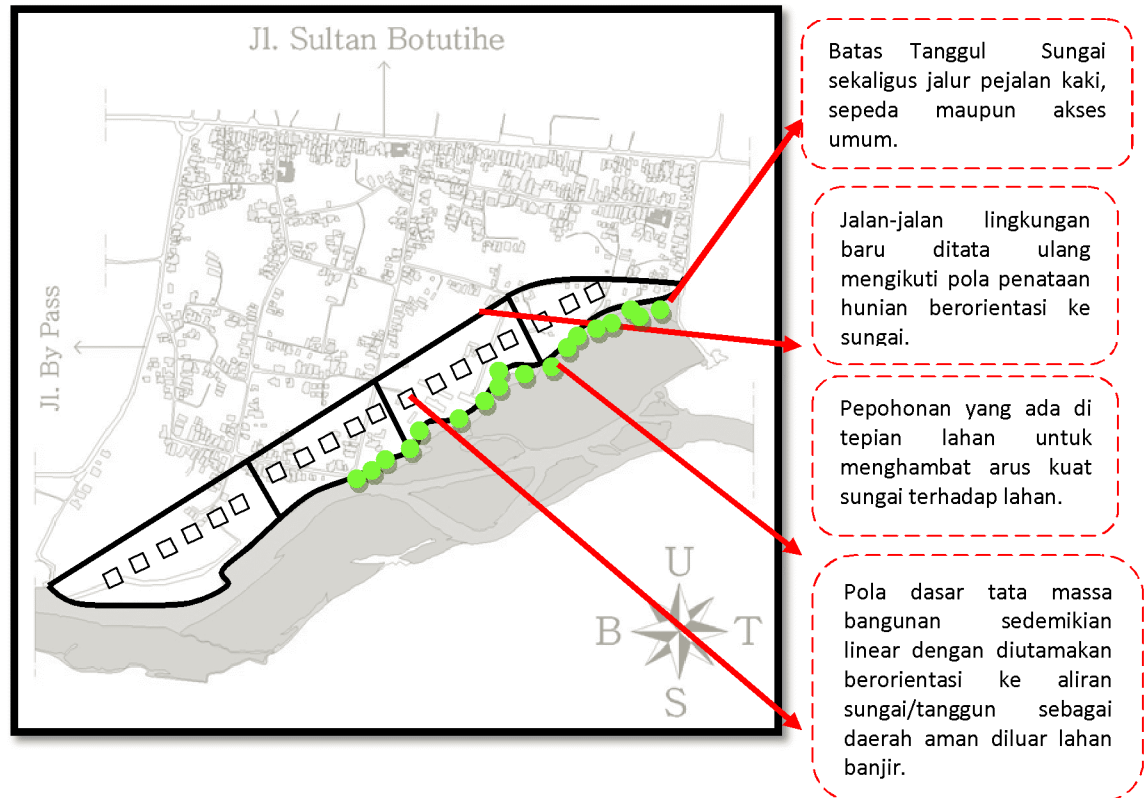 Jl. Sultan Botutihe
Jl. By Pass
U
B
T
S
Batas Tanggul Sungai
sekaligus jalur pejalan kaki,
sepeda maupun akses
umum.
Jalan-jalan lingkungan
baru ditata ulang
mengikuti pola penataan
hunian berorientasi ke
sungai.
Pepohonan yang ada di
tepian lahan untuk
menghambat arus kuat
sungai terhadap lahan.
Pola dasar tata massa
bangunan sedemikian
linear dengan diutamakan
berorientasi ke aliran
sungai/tanggun sebagai
daerah aman diluar lahan
banjir.